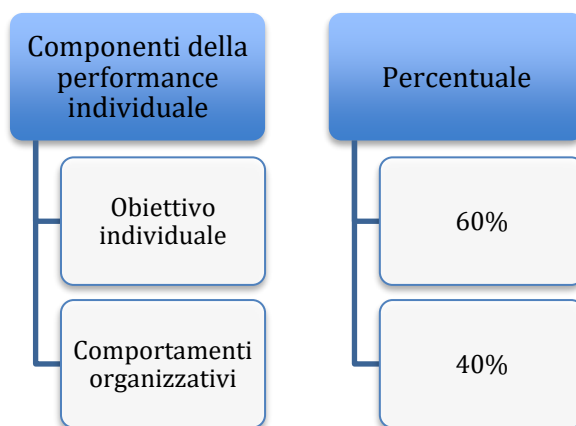 Componenti della
performance
individuale
Percentuale
Obiettivo
individuale
60%
Comportamenti
organizzativi
40%